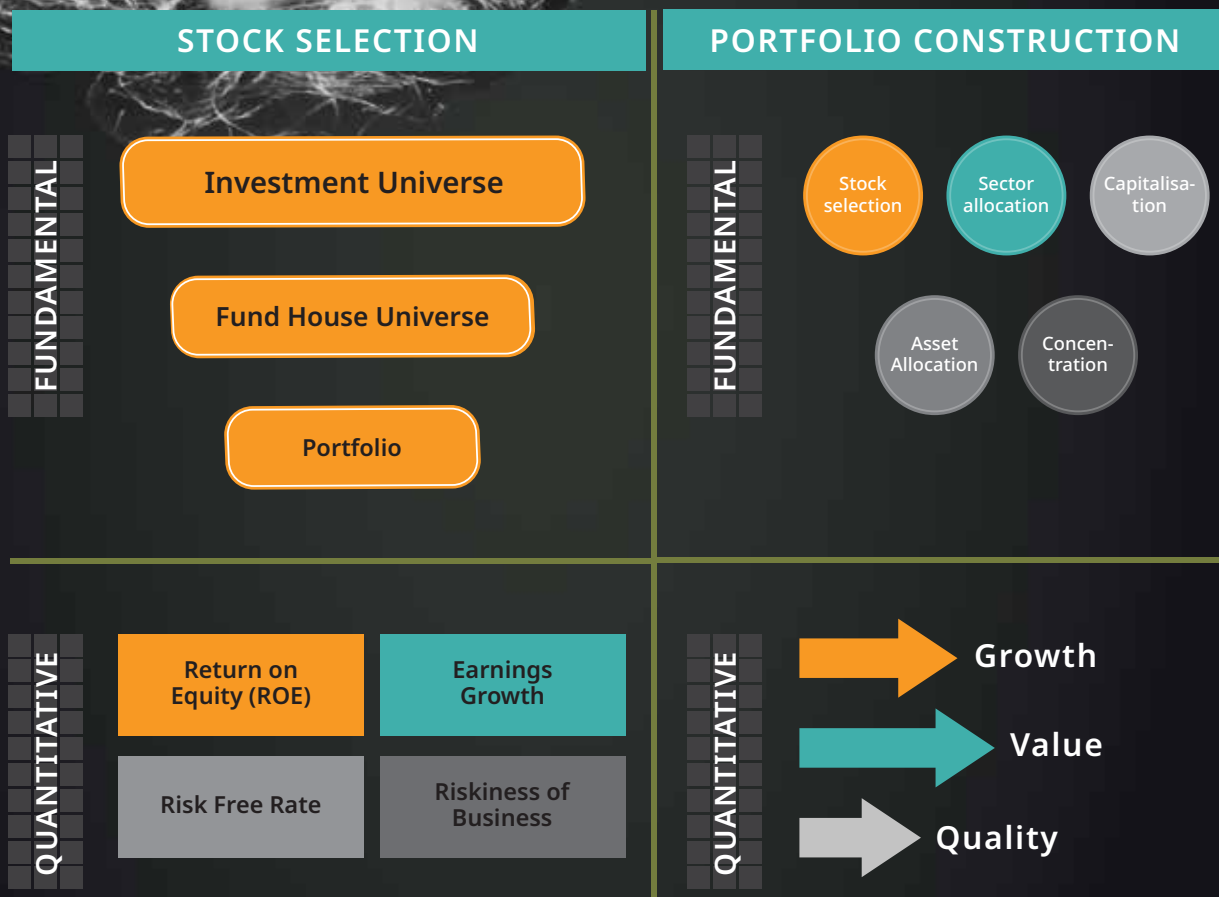 STOCK SELECTION
FUNDAMENTAL
Investment Universe
Fund House Universe
Portfolio
QUANTITATIVE
Return on
Equity (ROE)
Earnings
Growth
Risk Free Rate
Riskiness of
Business
PORTFOLIO CONSTRUCTION
FUNDAMENTAL
Stock
selection
Sector
allocation
Capitalisa-
tion
Asset
Allocation
Concen-
tration
QUANTITATIVE
Growth
Value
Quality